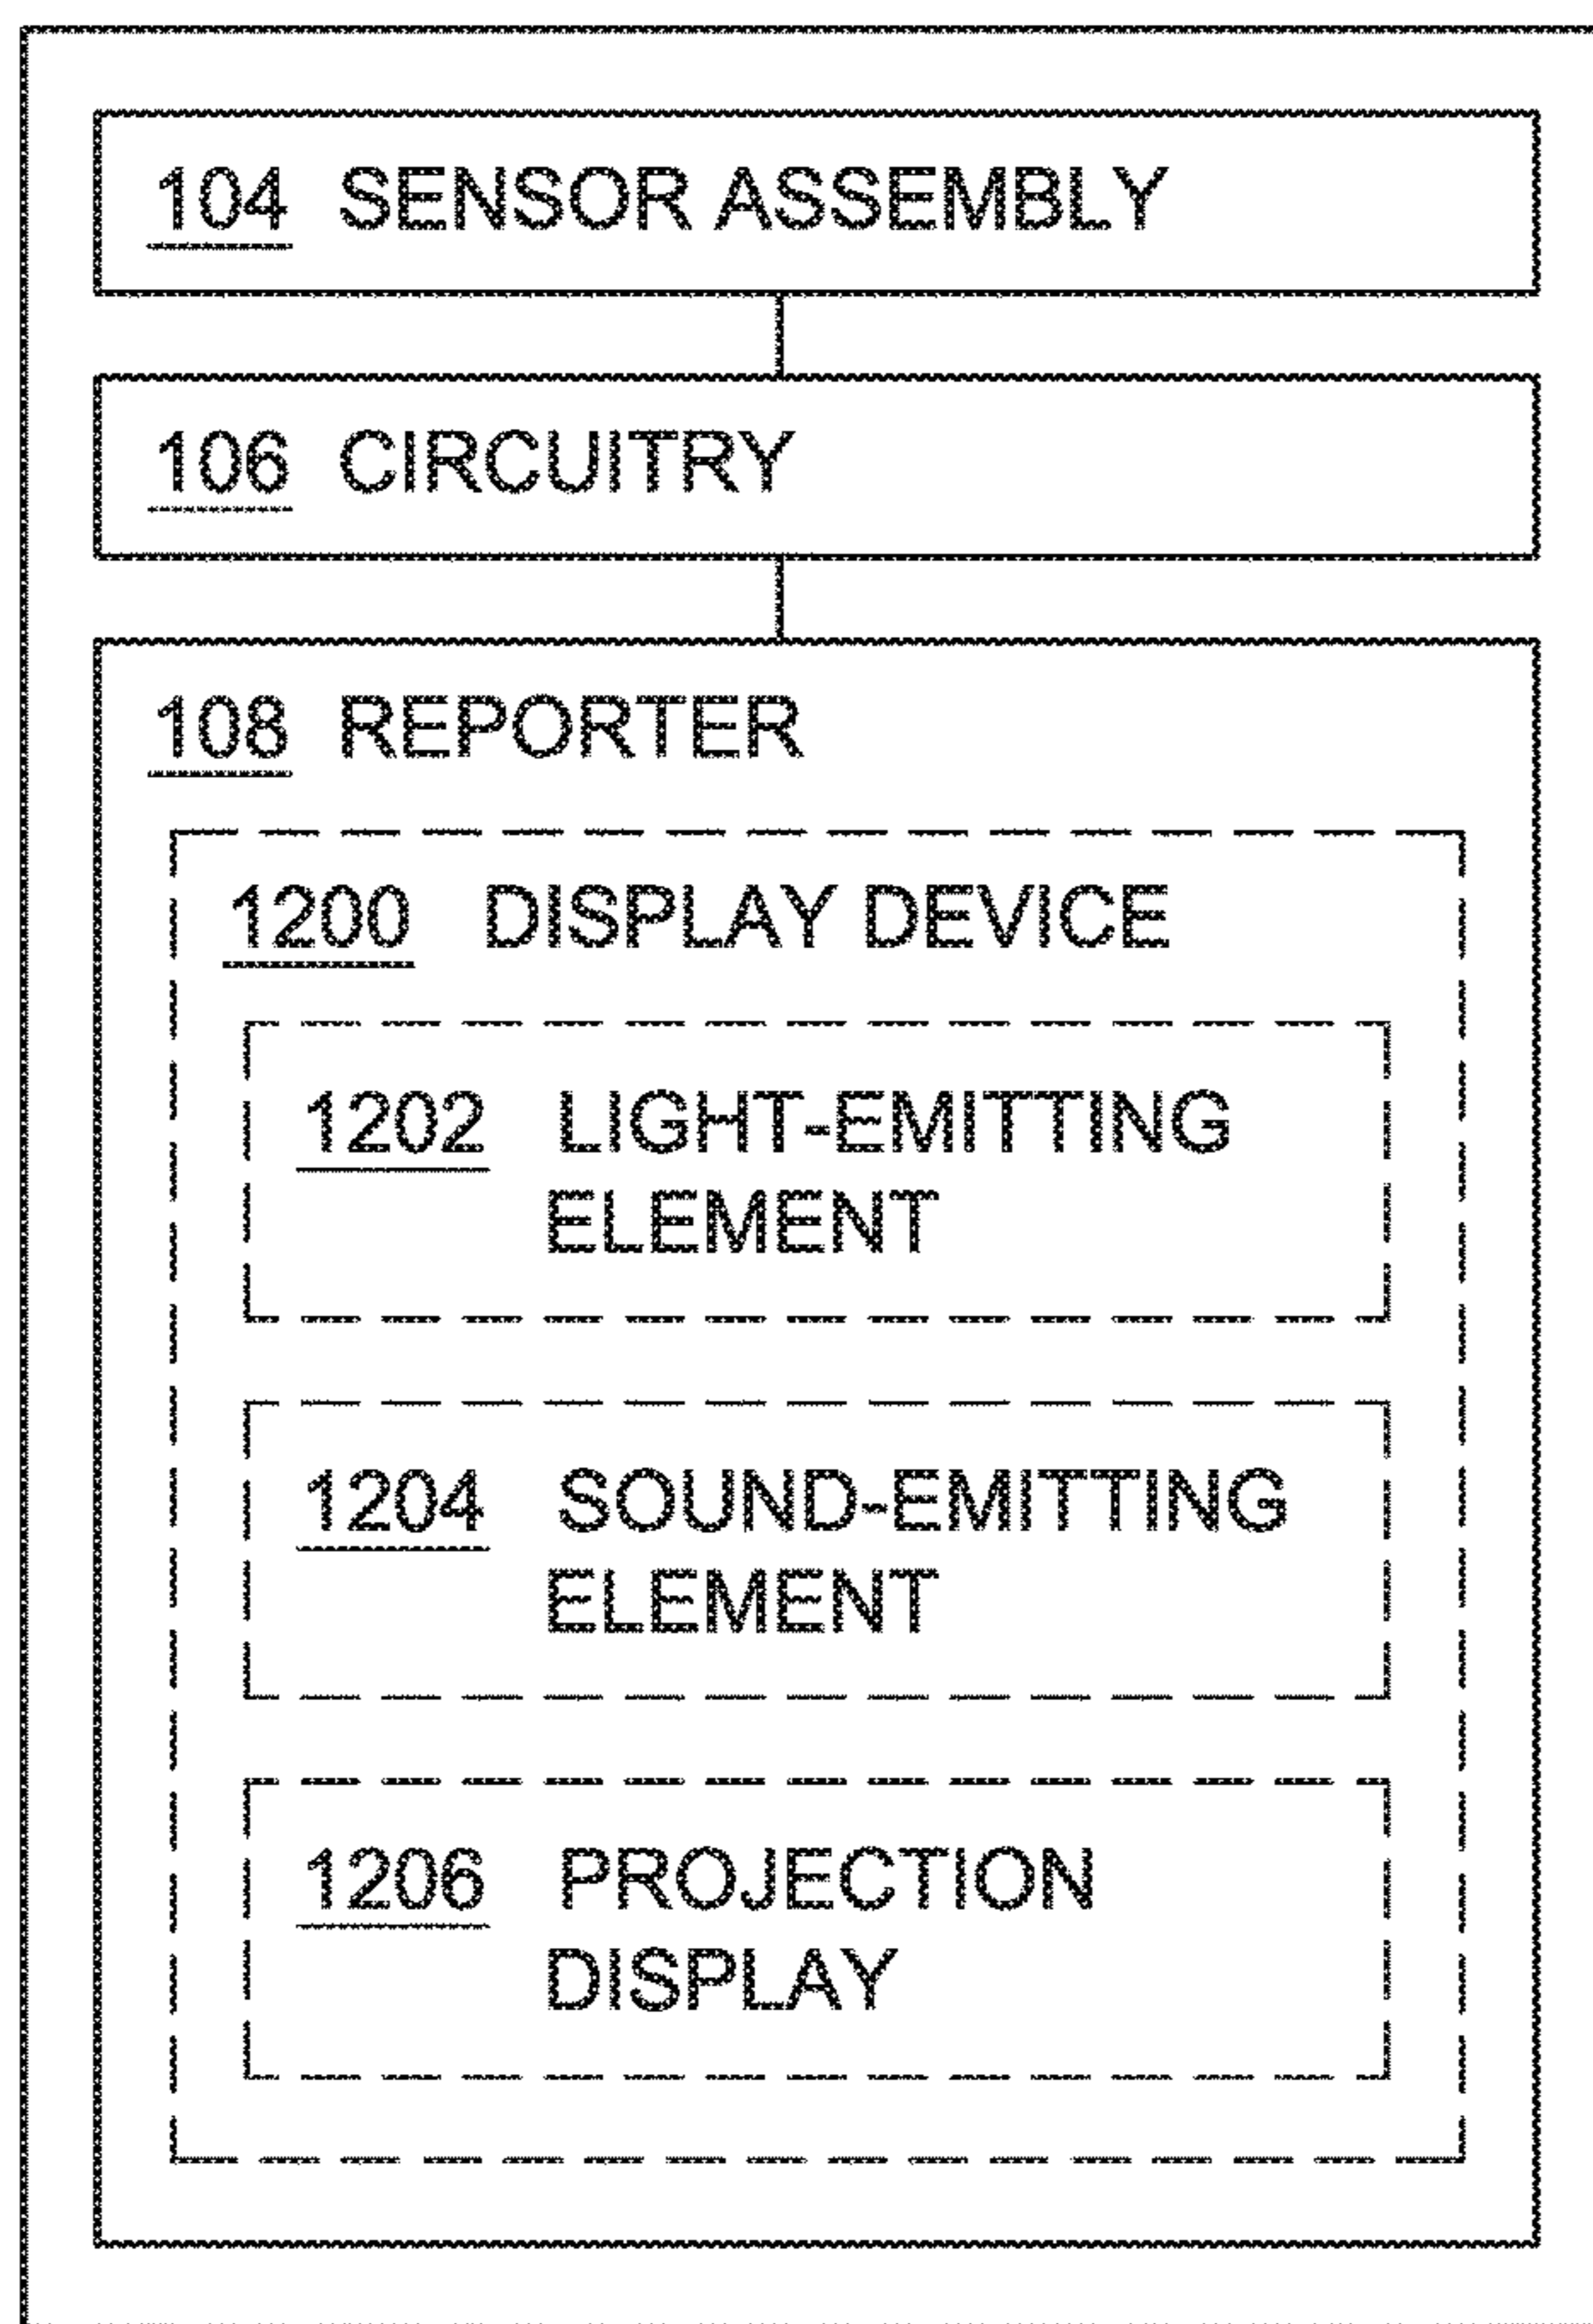 104 SENSOR ASSEMBLY
106 CIRCUITRY
108 REPORTER
1200 DISPLAY DEVICE
1202 LIGHT-EMITTING
ELEMENT
1204 SOUND-EMITTING
ELEMENT
1206 PROJECTION
DISPLAY